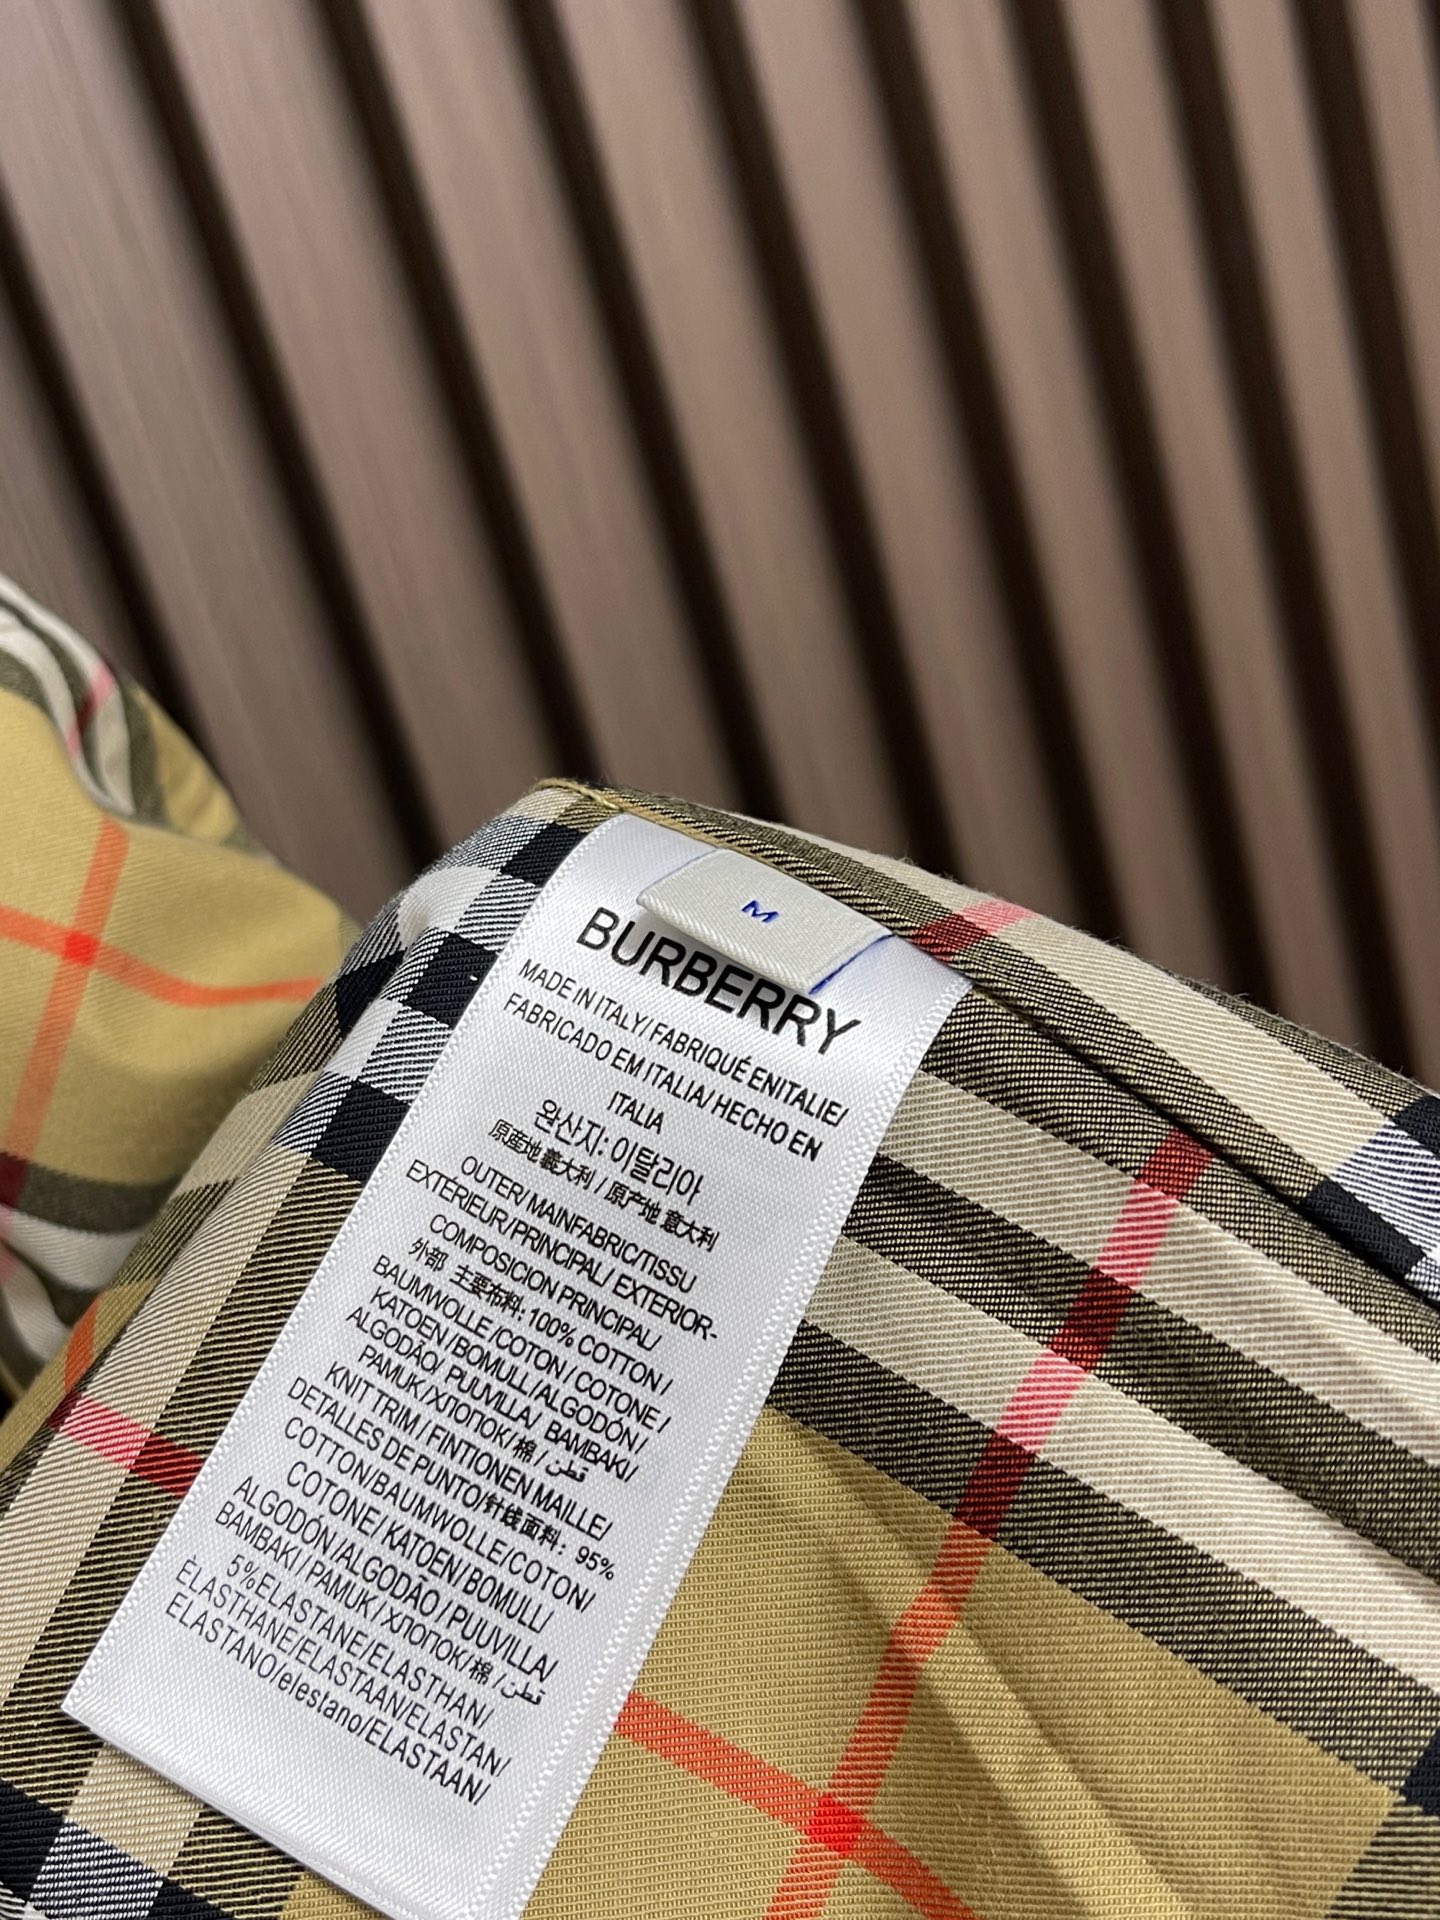 M
BURBERRY
MADE IN ITALY/ FABRIQUÉ ENITALIE/
FABRICADO EM ITALIA/ HECHO EN
ITALIA
완산지: 이탈리아
原産地 義大利 / 原产地 意大利
OUTER/ MAINFABRIC/TISSU
EXTÉRIEUR/PRINCIPAL/ EXTERIOR-
COMPOSICION PRINCIPAL/
外部 主要布料: 100% COTTON /
BAUMWOLLE /COTON / COTONE /
KATOEN /BOMULL/ALGODÓN /
ALGODÃO/ PUUVILLA/ BAMBAKI/
PAMUK/ХЛОПОК/棉 / قطن
KNIT TRIM / FINTIONEN MAILLE/
DETALLES DE PUNTO/针线面料: 95%
COTTON/BAUMWOLLE/COTON/
COTONE/ KATOEN/ BOMULL/
ALGODÓN /ALGODÃO / PUUVILLA/
BAMBAKI / PAMUK / ХЛОПОК/ 棉 / قطن
5%ELASTANE/ELASTHAN/
ÉLASTHANE/ELASTAAN/ELASTAN/
ELASTANO/elestano/ELASTAAN/